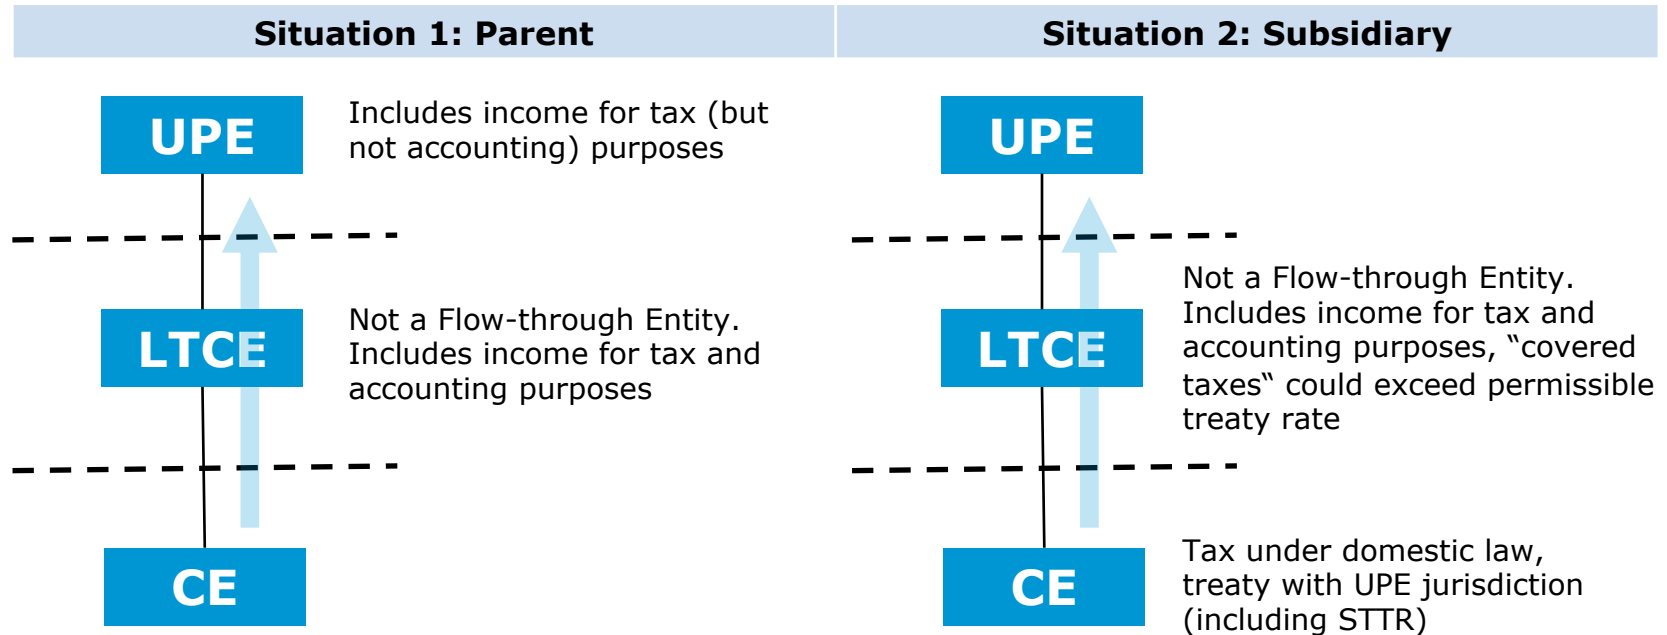 Situation 1: Parent
Situation 2: Subsidiary
UPE
Includes income for tax (but
not accounting) purposes
LTCE
Not a Flow-through Entity.
Includes income for tax and
accounting purposes
CE
UPE
LTCE
Not a Flow-through Entity.
Includes income for tax and
accounting purposes, “covered
taxes“ could exceed permissible
treaty rate
CE
Tax under domestic law,
treaty with UPE jurisdiction
(including STTR)